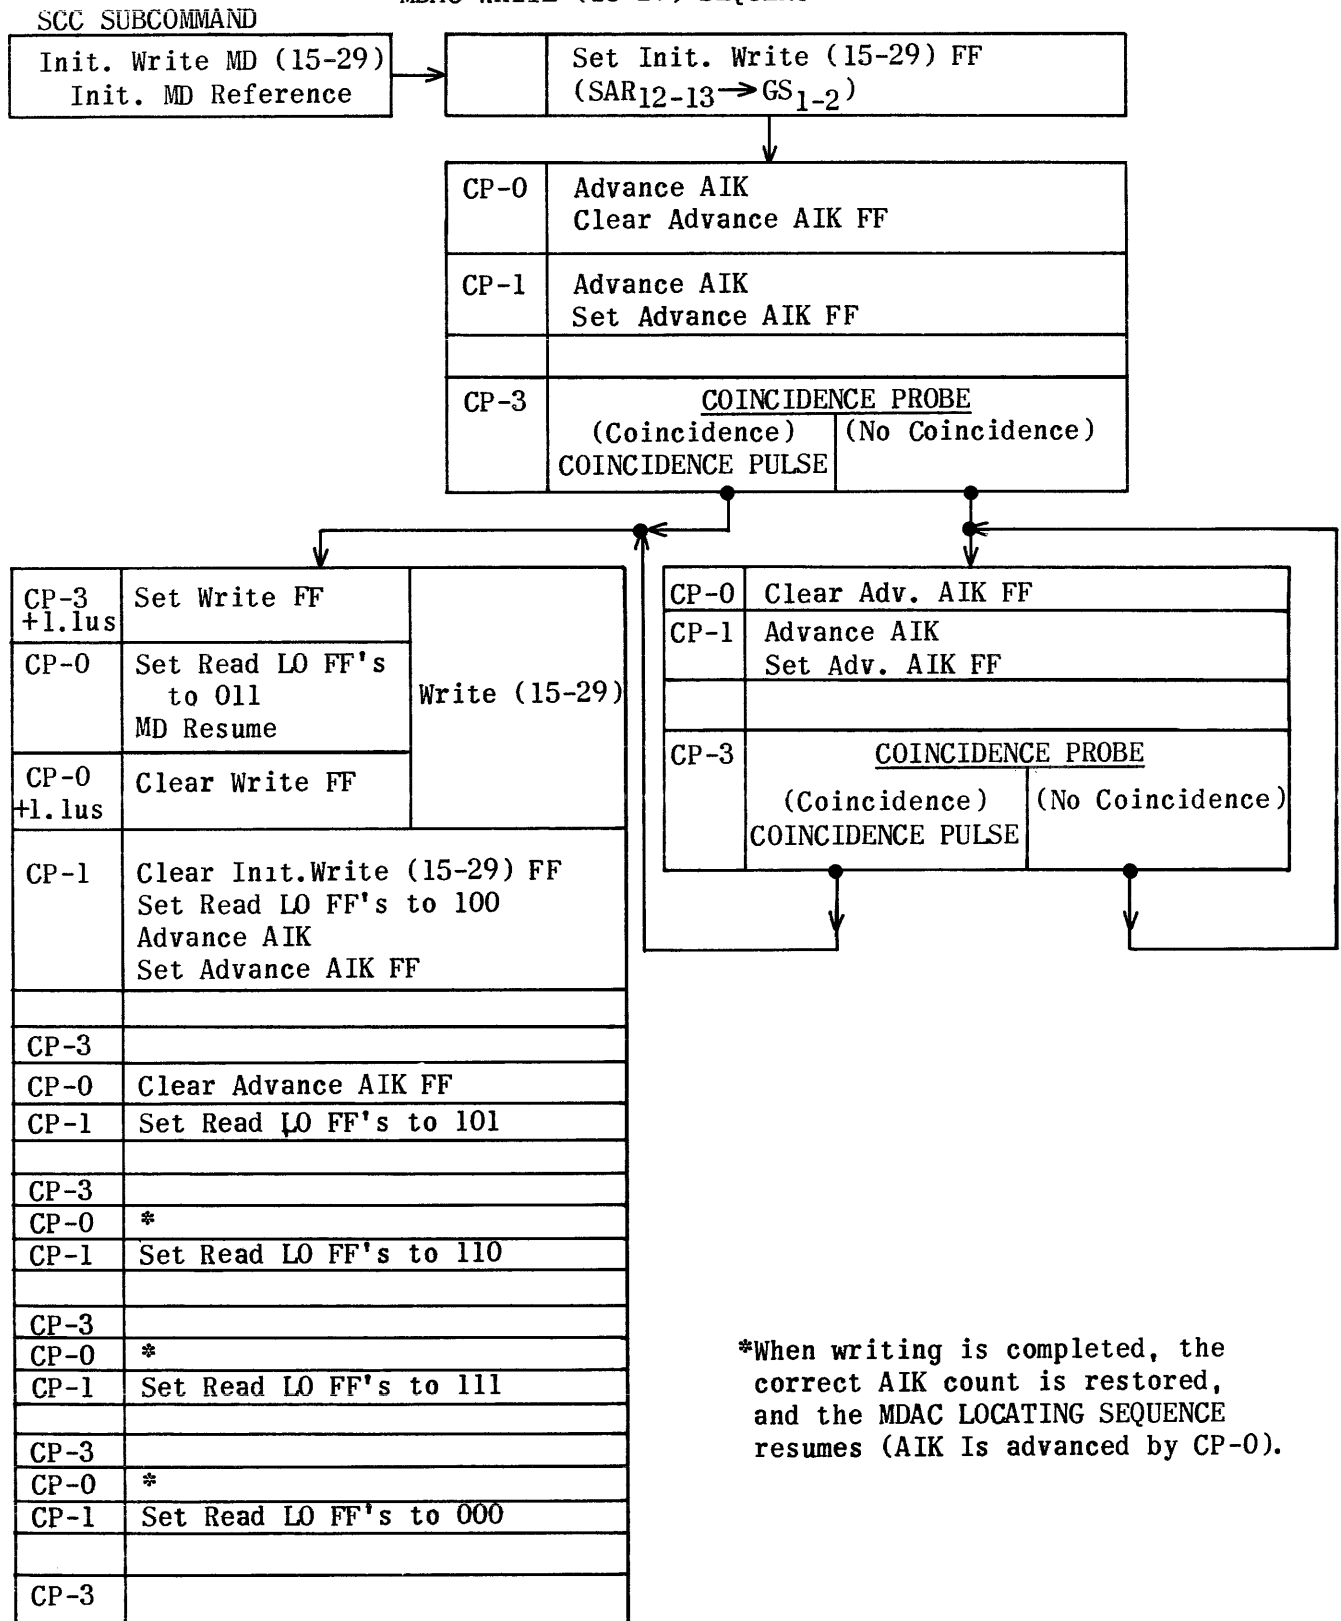 SCC SUBCOMMAND
Init. Write MD (15-29)
Init. MD Reference
Set Init. Write (15-29) FF
(SAR12-13→GS1-2)
CP-0 Advance AIK
Clear Advance AIK FF
CP-1 Advance AIK
Set Advance AIK FF
CP-3 COINCIDENCE PROBE
(Coincidence) (No Coincidence)
COINCIDENCE PULSE
CP-3 Set Write FF
+1.1us
CP-0 Set Read LO FF's
to 011
MD Resume
Write (15-29)
CP-0 Clear Write FF
+1.1us
CP-1 Clear Init.Write (15-29) FF
Set Read LO FF's to 100
Advance AIK
Set Advance AIK FF
CP-3
CP-0 Clear Advance AIK FF
CP-1 Set Read LO FF's to 101
CP-3
CP-0 *
CP-1 Set Read LO FF's to 110
CP-3
CP-0 *
CP-1 Set Read LO FF's to 111
CP-3
CP-0 *
CP-1 Set Read LO FF's to 000
CP-3
CP-0 Clear Adv. AIK FF
CP-1 Advance AIK
Set Adv. AIK FF
CP-3 COINCIDENCE PROBE
(Coincidence) (No Coincidence)
COINCIDENCE PULSE
*When writing is completed, the
correct AIK count is restored,
and the MDAC LOCATING SEQUENCE
resumes (AIK Is advanced by CP-0).